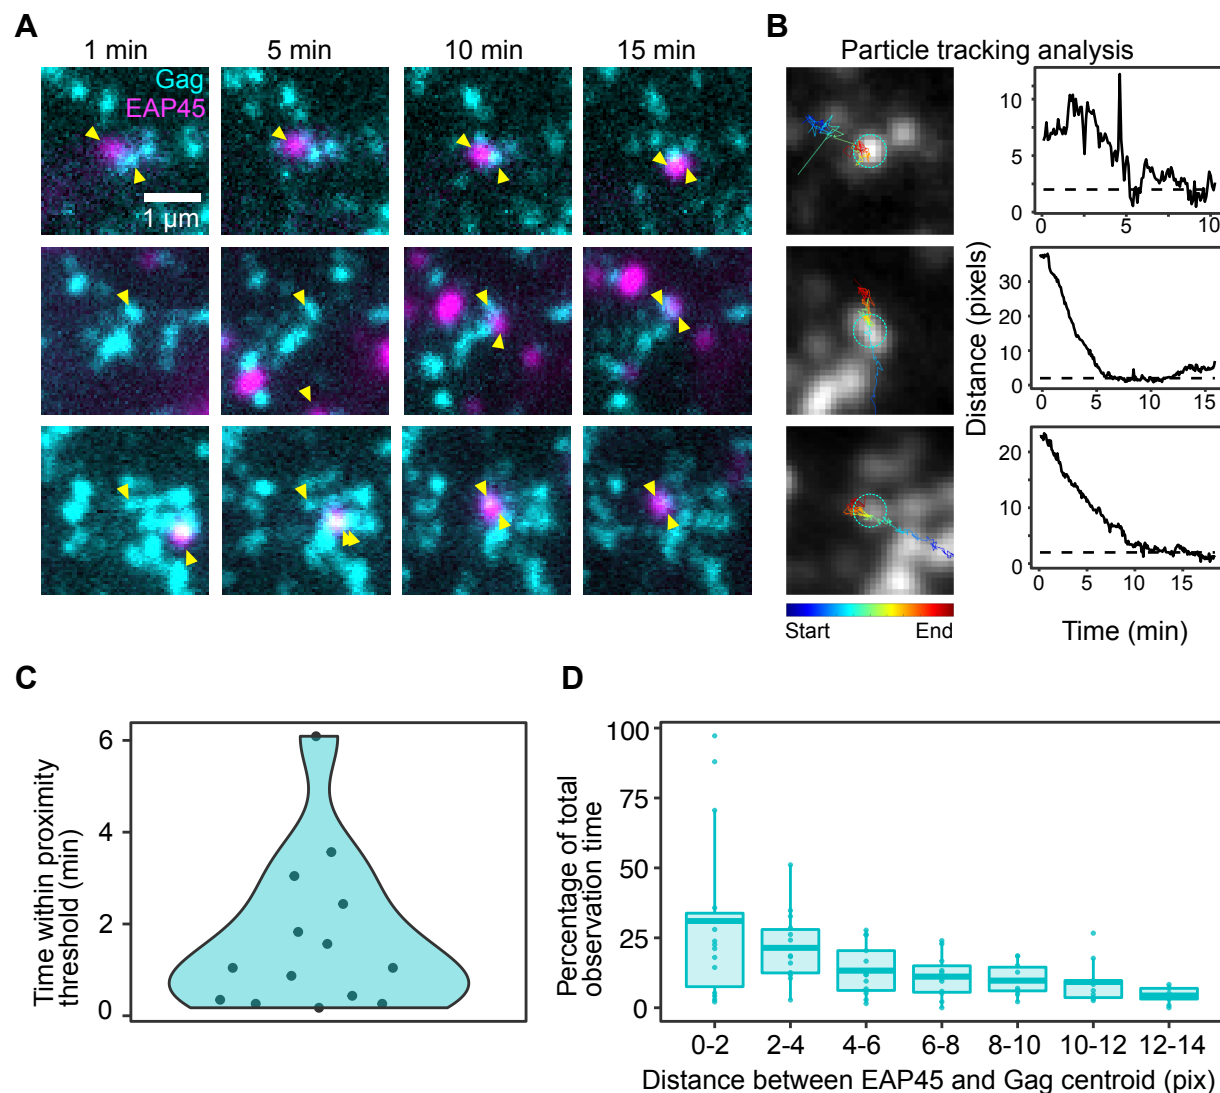 A
1 min
5 min
10 min
15 min
Gag
EAP45
1 µm
B
Particle tracking analysis
10
5
0
0
5
10
30
20
10
0
0
5
10
15
20
10
0
0
5
10
15
Distance (pixels)
Time (min)
Start
End
C
Time within proximity
threshold (min)
6
4
2
0
D
Percentage of total
observation time
100
75
50
25
0
0-2
2-4
4-6
6-8
8-10
10-12
12-14
Distance between EAP45 and Gag centroid (pix)